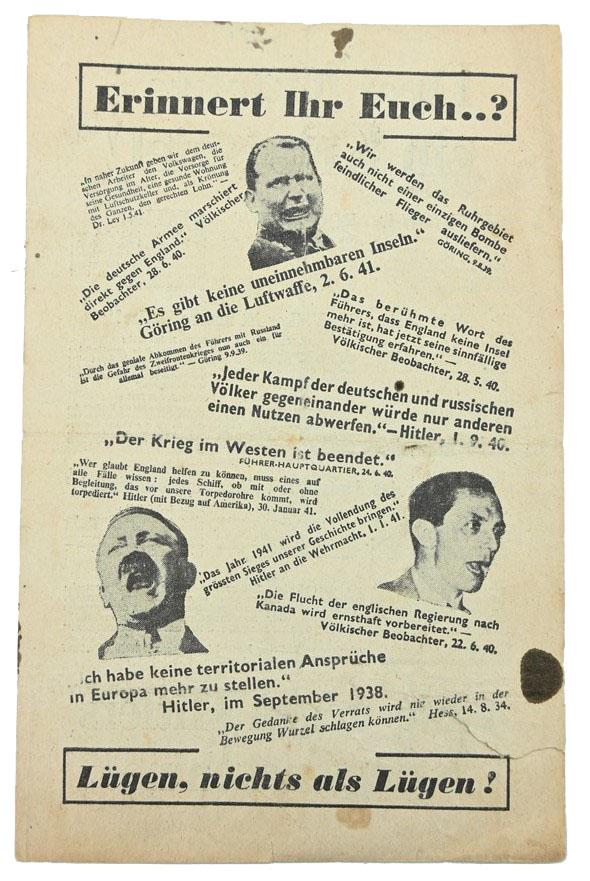 Erinnert Ihr Euch..?
„In naher Zukunft geben wir dem deut-
schen Arbeiter den Volkswagen, die
Versorgung im Alter, die Vorsorge für
seine Gesundheit, eine gesunde Wohnung
mit Luftschutzkeller und, als Krönung
des Ganzen, den gerechten Lohn." —
Dr. Ley 1.5.41.
„Wir werden das Ruhrgebiet
auch nicht einer einzigen Bombe
feindlicher Flieger ausliefern."
GÖRING, 9.8.39.
„Die deutsche Armee marschiert
direkt gegen England." Völkischer
Beobachter, 28. 6. 40.
„Es gibt keine uneinnehmbaren Inseln."
Göring an die Luftwaffe, 2. 6. 41.
„Das berühmte Wort des
Führers, dass England keine Insel
mehr ist, hat jetzt seine sinnfällige
Bestätigung erfahren." —
Völkischer Beobachter, 28. 5. 40.
„Durch das geniale Abkommen des Führers mit Russland
ist die Gefahr des Zweifrontenkrieges nun auch ein für
allemal beseitigt." — Göring 9.9.39.
„Jeder Kampf der deutschen und russischen
Völker gegeneinander würde nur anderen
einen Nutzen abwerfen."—Hitler, 1. 9. 40.
„Der Krieg im Westen ist beendet."
FÜHRER-HAUPTQUARTIER, 24. 6. 40.
„Wer glaubt England helfen zu können, muss eines auf
alle Fälle wissen: jedes Schiff, ob mit oder ohne
Begleitung, das vor unsere Torpedorohre kommt, wird
torpediert." Hitler (mit Bezug auf Amerika), 30. Januar 41.
„Das Jahr 1941 wird die Vollendung des
grössten Sieges unserer Geschichte bringen."
Hitler an die Wehrmacht, 1. 1. 41.
„Die Flucht der englischen Regierung nach
Kanada wird ernsthaft vorbereitet." —
Völkischer Beobachter, 22. 6. 40.
ch habe keine territorialen Ansprüche
in Europa mehr zu stellen."
Hitler, im September 1938.
„Der Gedanke des Verrats wird nie wieder in der
Bewegung Wurzel schlagen können." Hess, 14. 8. 34.
Lügen, nichts als Lügen!